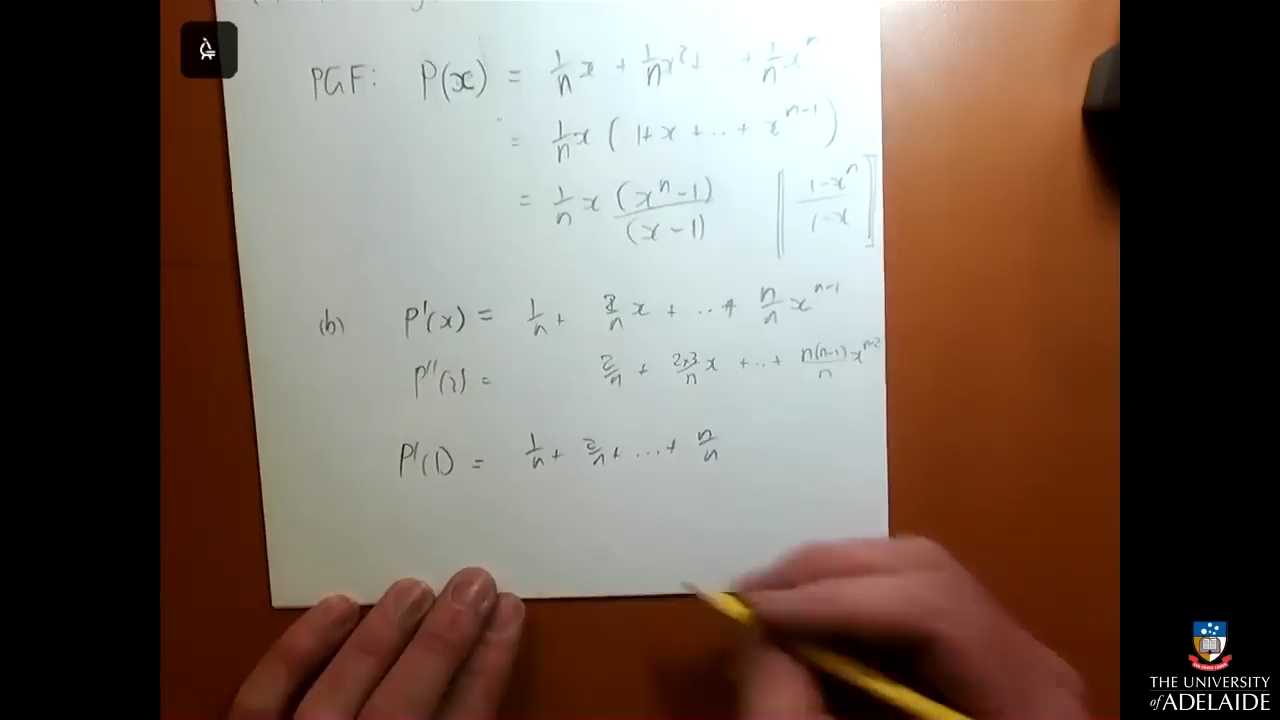 PGF: P(x) = 1/n x + 1/n x² + ... + 1/n xⁿ
= 1/n x ( 1 + x + .. + xⁿ⁻¹ )
= 1/n x (xⁿ - 1)/(x - 1) [ (1-xⁿ)/(1-x) ]
(b) P'(x) = 1/n + 2/n x + ... + n/n xⁿ⁻¹
P''(x) = 2/n + 2×3/n x + ... + n(n-1)/n xⁿ⁻²
P'(1) = 1/n + 2/n + ... + n/n
THE UNIVERSITY
of ADELAIDE